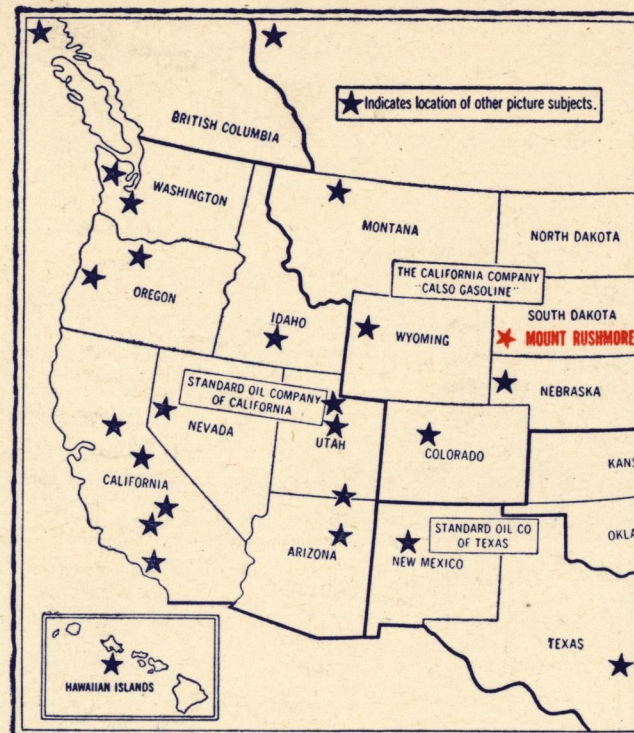 Indicates location of other picture subjects.
BRITISH COLUMBIA
WASHINGTON
MONTANA
NORTH DAKOTA
OREGON
THE CALIFORNIA COMPANY
"CALSO GASOLINE"
IDAHO
WYOMING
SOUTH DAKOTA
MOUNT RUSHMORE
STANDARD OIL COMPANY
OF CALIFORNIA
NEBRASKA
NEVADA
UTAH
COLORADO
CALIFORNIA
KANS
ARIZONA
STANDARD OIL CO
OF TEXAS
OKLA
NEW MEXICO
TEXAS
HAWAIIAN ISLANDS